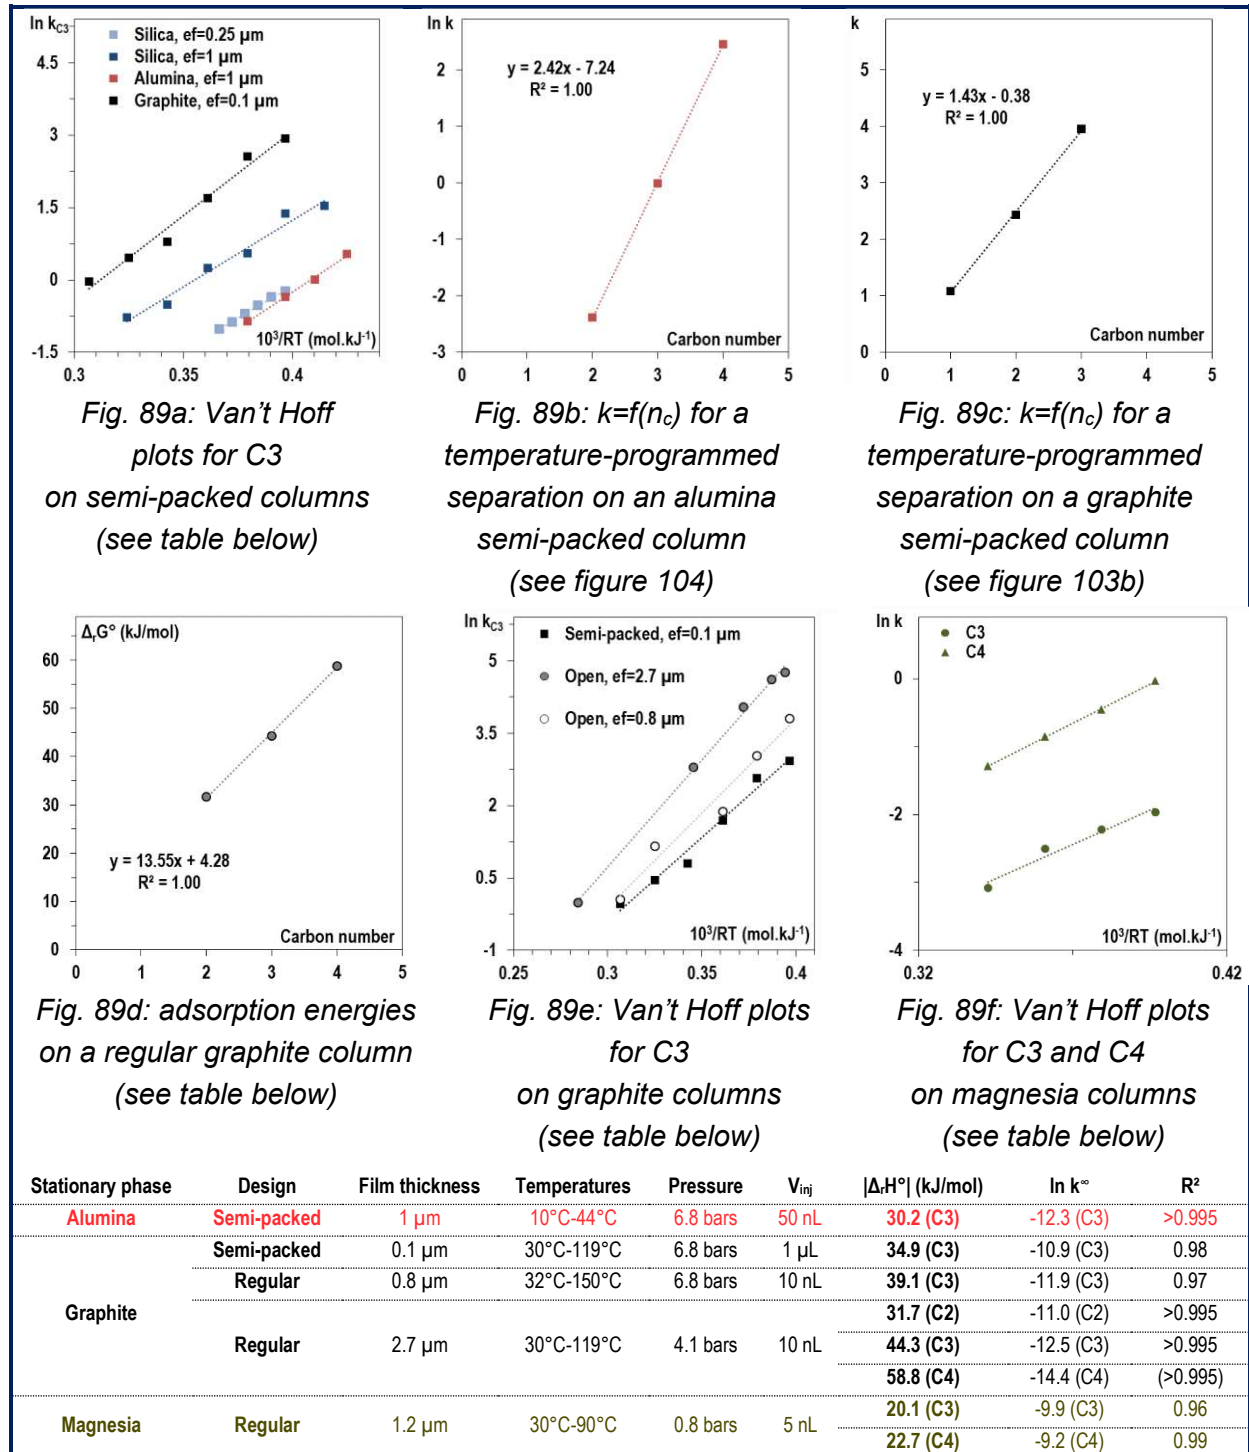 ln kC3
Silica, ef=0.25 µm
Silica, ef=1 µm
Alumina, ef=1 µm
Graphite, ef=0.1 µm
4.5
3
1.5
0
-1.5
10³/RT (mol.kJ⁻¹)
0.3 0.35 0.4
Fig. 89a: Van’t Hoff
plots for C3
on semi-packed columns
(see table below)
ln k
y = 2.42x - 7.24
R² = 1.00
2
1
0
-1
-2
-3
Carbon number
0 1 2 3 4 5
Fig. 89b: k=f(nc) for a
temperature-programmed
separation on an alumina
semi-packed column
(see figure 104)
k
y = 1.43x - 0.38
R² = 1.00
5
4
3
2
1
0
Carbon number
0 1 2 3 4 5
Fig. 89c: k=f(nc) for a
temperature-programmed
separation on a graphite
semi-packed column
(see figure 103b)
ΔrG° (kJ/mol)
60
50
40
30
20
10
0
y = 13.55x + 4.28
R² = 1.00
Carbon number
0 1 2 3 4 5
Fig. 89d: adsorption energies
on a regular graphite column
(see table below)
ln kC3
Semi-packed, ef=0.1 µm
Open, ef=2.7 µm
Open, ef=0.8 µm
5
3.5
2
0.5
-1
10³/RT (mol.kJ⁻¹)
0.25 0.3 0.35 0.4
Fig. 89e: Van’t Hoff plots
for C3
on graphite columns
(see table below)
ln k
C3
C4
0
-2
-4
10³/RT (mol.kJ⁻¹)
0.32 0.42
Fig. 89f: Van’t Hoff plots
for C3 and C4
on magnesia columns
(see table below)
Stationary phase Design Film thickness Temperatures Pressure Vinj |ΔrH°| (kJ/mol) ln k∞ R²
Alumina Semi-packed 1 µm 10°C-44°C 6.8 bars 50 nL 30.2 (C3) -12.3 (C3) >0.995
Graphite Semi-packed 0.1 µm 30°C-119°C 6.8 bars 1 µL 34.9 (C3) -10.9 (C3) 0.98
Regular 0.8 µm 32°C-150°C 6.8 bars 10 nL 39.1 (C3) -11.9 (C3) 0.97
Regular 2.7 µm 30°C-119°C 4.1 bars 10 nL 31.7 (C2) -11.0 (C2) >0.995
44.3 (C3) -12.5 (C3) >0.995
58.8 (C4) -14.4 (C4) (>0.995)
Magnesia Regular 1.2 µm 30°C-90°C 0.8 bars 5 nL 20.1 (C3) -9.9 (C3) 0.96
22.7 (C4) -9.2 (C4) 0.99